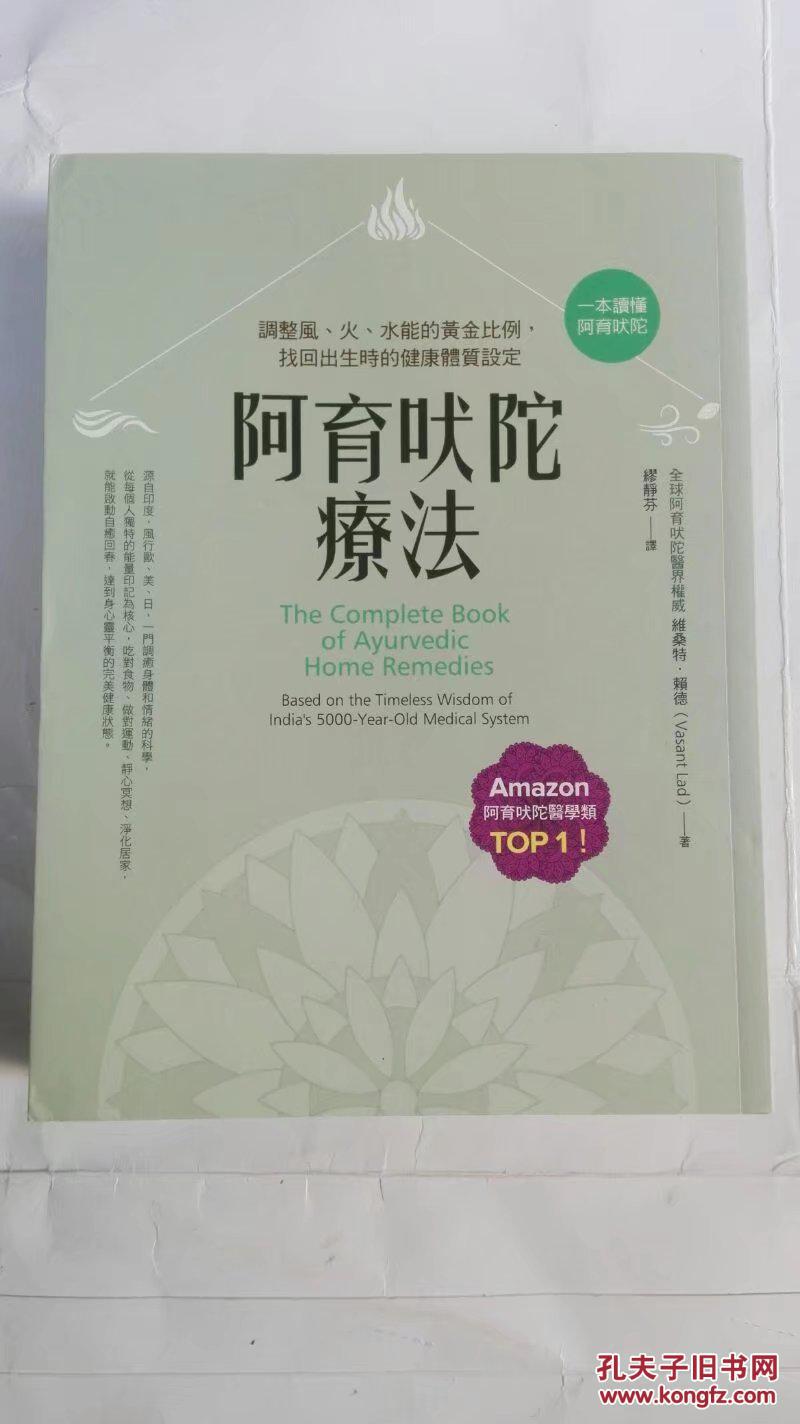 一本讀懂
阿育吠陀
調整風、火、水能的黃金比例，
找回出生時的健康體質設定
阿育吠陀
療法
The Complete Book
of Ayurvedic
Home Remedies
Based on the Timeless Wisdom of
India's 5000-Year-Old Medical System
全球阿育吠陀醫界權威 維桑特．賴德（Vasant Lad）——著
繆靜芬——譯
源自印度，風行歐、美、日，一門調癒身體和情緒的科學，
從每個人獨特的能量印記為核心，吃對食物、做對運動、靜心冥想、淨化居家，
就能啟動自癒回春，達到身心靈平衡的完美健康狀態。
Amazon
阿育吠陀醫學類
TOP 1！
孔夫子旧书网
www.kongfz.com